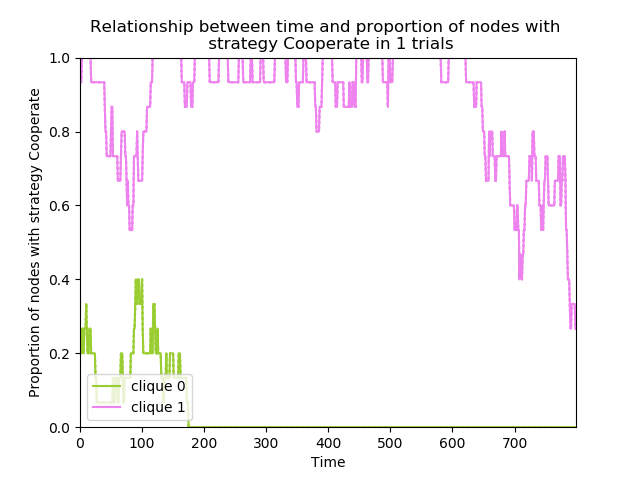 Relationship between time and proportion of nodes with
strategy Cooperate in 1 trials
Proportion of nodes with strategy Cooperate
1.0
0.8
0.6
0.4
0.2
0.0
clique 0
clique 1
0 100 200 300 400 500 600 700
Time